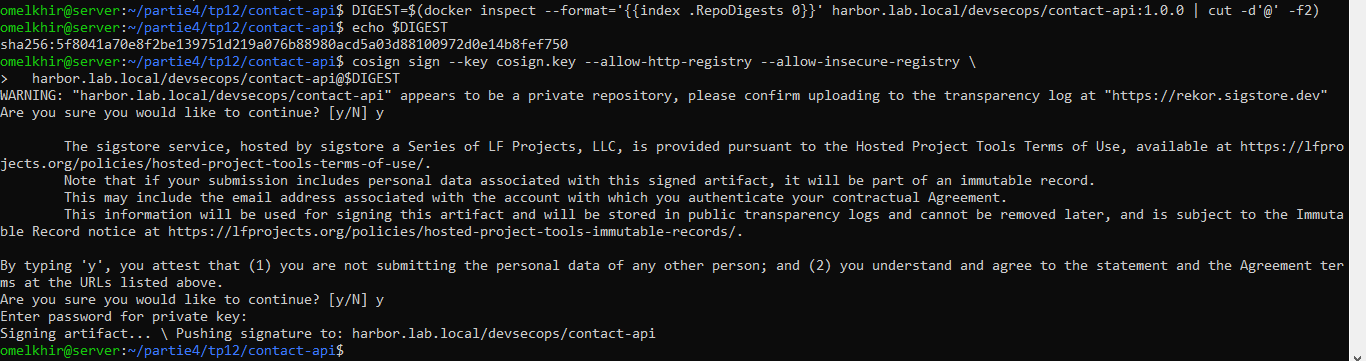 omelkhir@server:~/partie4/tp12/contact-api$ DIGEST=$(docker inspect --format='{{index .RepoDigests 0}}' harbor.lab.local/devsecops/contact-api:1.0.0 | cut -d'@' -f2)
omelkhir@server:~/partie4/tp12/contact-api$ echo $DIGEST
sha256:5f8041a70e8f2be139751d219a076b88980acd5a03d88100972d0e14b8fef750
omelkhir@server:~/partie4/tp12/contact-api$ cosign sign --key cosign.key --allow-http-registry --allow-insecure-registry \
>   harbor.lab.local/devsecops/contact-api@$DIGEST
WARNING: "harbor.lab.local/devsecops/contact-api" appears to be a private repository, please confirm uploading to the transparency log at "https://rekor.sigstore.dev"
Are you sure you would like to continue? [y/N] y
The sigstore service, hosted by sigstore a Series of LF Projects, LLC, is provided pursuant to the Hosted Project Tools Terms of Use, available at https://lfpro
jects.org/policies/hosted-project-tools-terms-of-use/.
Note that if your submission includes personal data associated with this signed artifact, it will be part of an immutable record.
This may include the email address associated with the account with which you authenticate your contractual Agreement.
This information will be used for signing this artifact and will be stored in public transparency logs and cannot be removed later, and is subject to the Immuta
ble Record notice at https://lfprojects.org/policies/hosted-project-tools-immutable-records/.
By typing 'y', you attest that (1) you are not submitting the personal data of any other person; and (2) you understand and agree to the statement and the Agreement ter
ms at the URLs listed above.
Are you sure you would like to continue? [y/N] y
Enter password for private key:
Signing artifact... \ Pushing signature to: harbor.lab.local/devsecops/contact-api
omelkhir@server:~/partie4/tp12/contact-api$